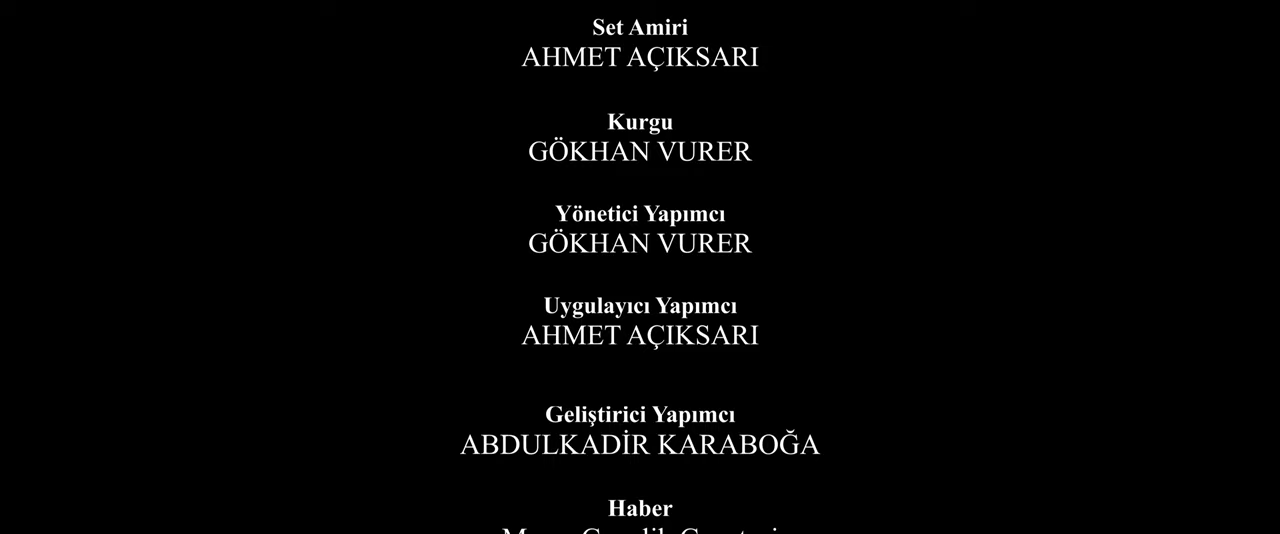 Set Amiri
AHMET AÇIKSARI
Kurgu
GÖKHAN VURER
Yönetici Yapımcı
GÖKHAN VURER
Uygulayıcı Yapımcı
AHMET AÇIKSARI
Geliştirici Yapımcı
ABDULKADİR KARABOĞA
Haber